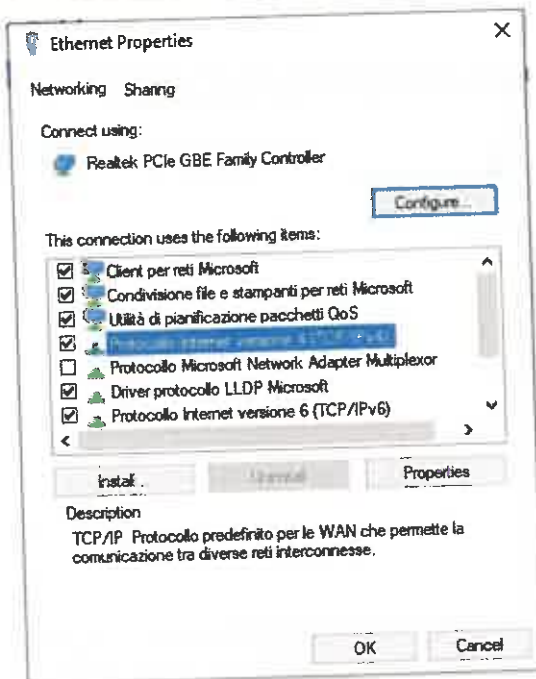 Ethernet Properties
Networking Sharing
Connect using:
Realtek PCIe GBE Family Controller
Configure...
This connection uses the following items:
Client per reti Microsoft
Condivisione file e stampanti per reti Microsoft
Utilità di pianificazione pacchetti QoS
Protocollo Internet versione 4 (TCP/IPv4)
Protocollo Microsoft Network Adapter Multiplexor
Driver protocollo LLDP Microsoft
Protocollo Internet versione 6 (TCP/IPv6)
Install...
Uninstall
Properties
Description
TCP/IP Protocollo predefinito per le WAN che permette la
comunicazione tra diverse reti interconnesse.
OK
Cancel